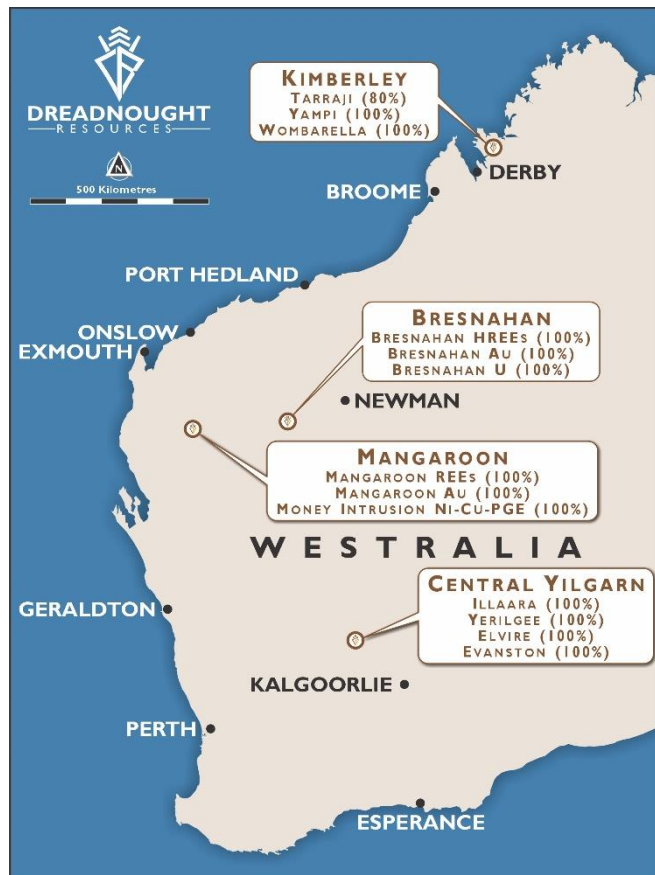 DREADNOUGHT
RESOURCES
N
500 Kilometres
KIMBERLEY
TARRAJI (80%)
YAMPI (100%)
WOMBARELLA (100%)
DERBY
BROOME
PORT HEDLAND
ONSLOW
EXMOUTH
BRESNAHAN
BRESNAHAN HREES (100%)
BRESNAHAN AU (100%)
BRESNAHAN U (100%)
NEWMAN
MANGAROON
MANGAROON REES (100%)
MANGAROON AU (100%)
MONEY INTRUSION NI-CU-PGE (100%)
WESTRALIA
CENTRAL YILGARN
ILLAARA (100%)
YERILGEE (100%)
ELVIRE (100%)
EVANSTON (100%)
GERALDTON
KALGOORLIE
PERTH
ESPERANCE